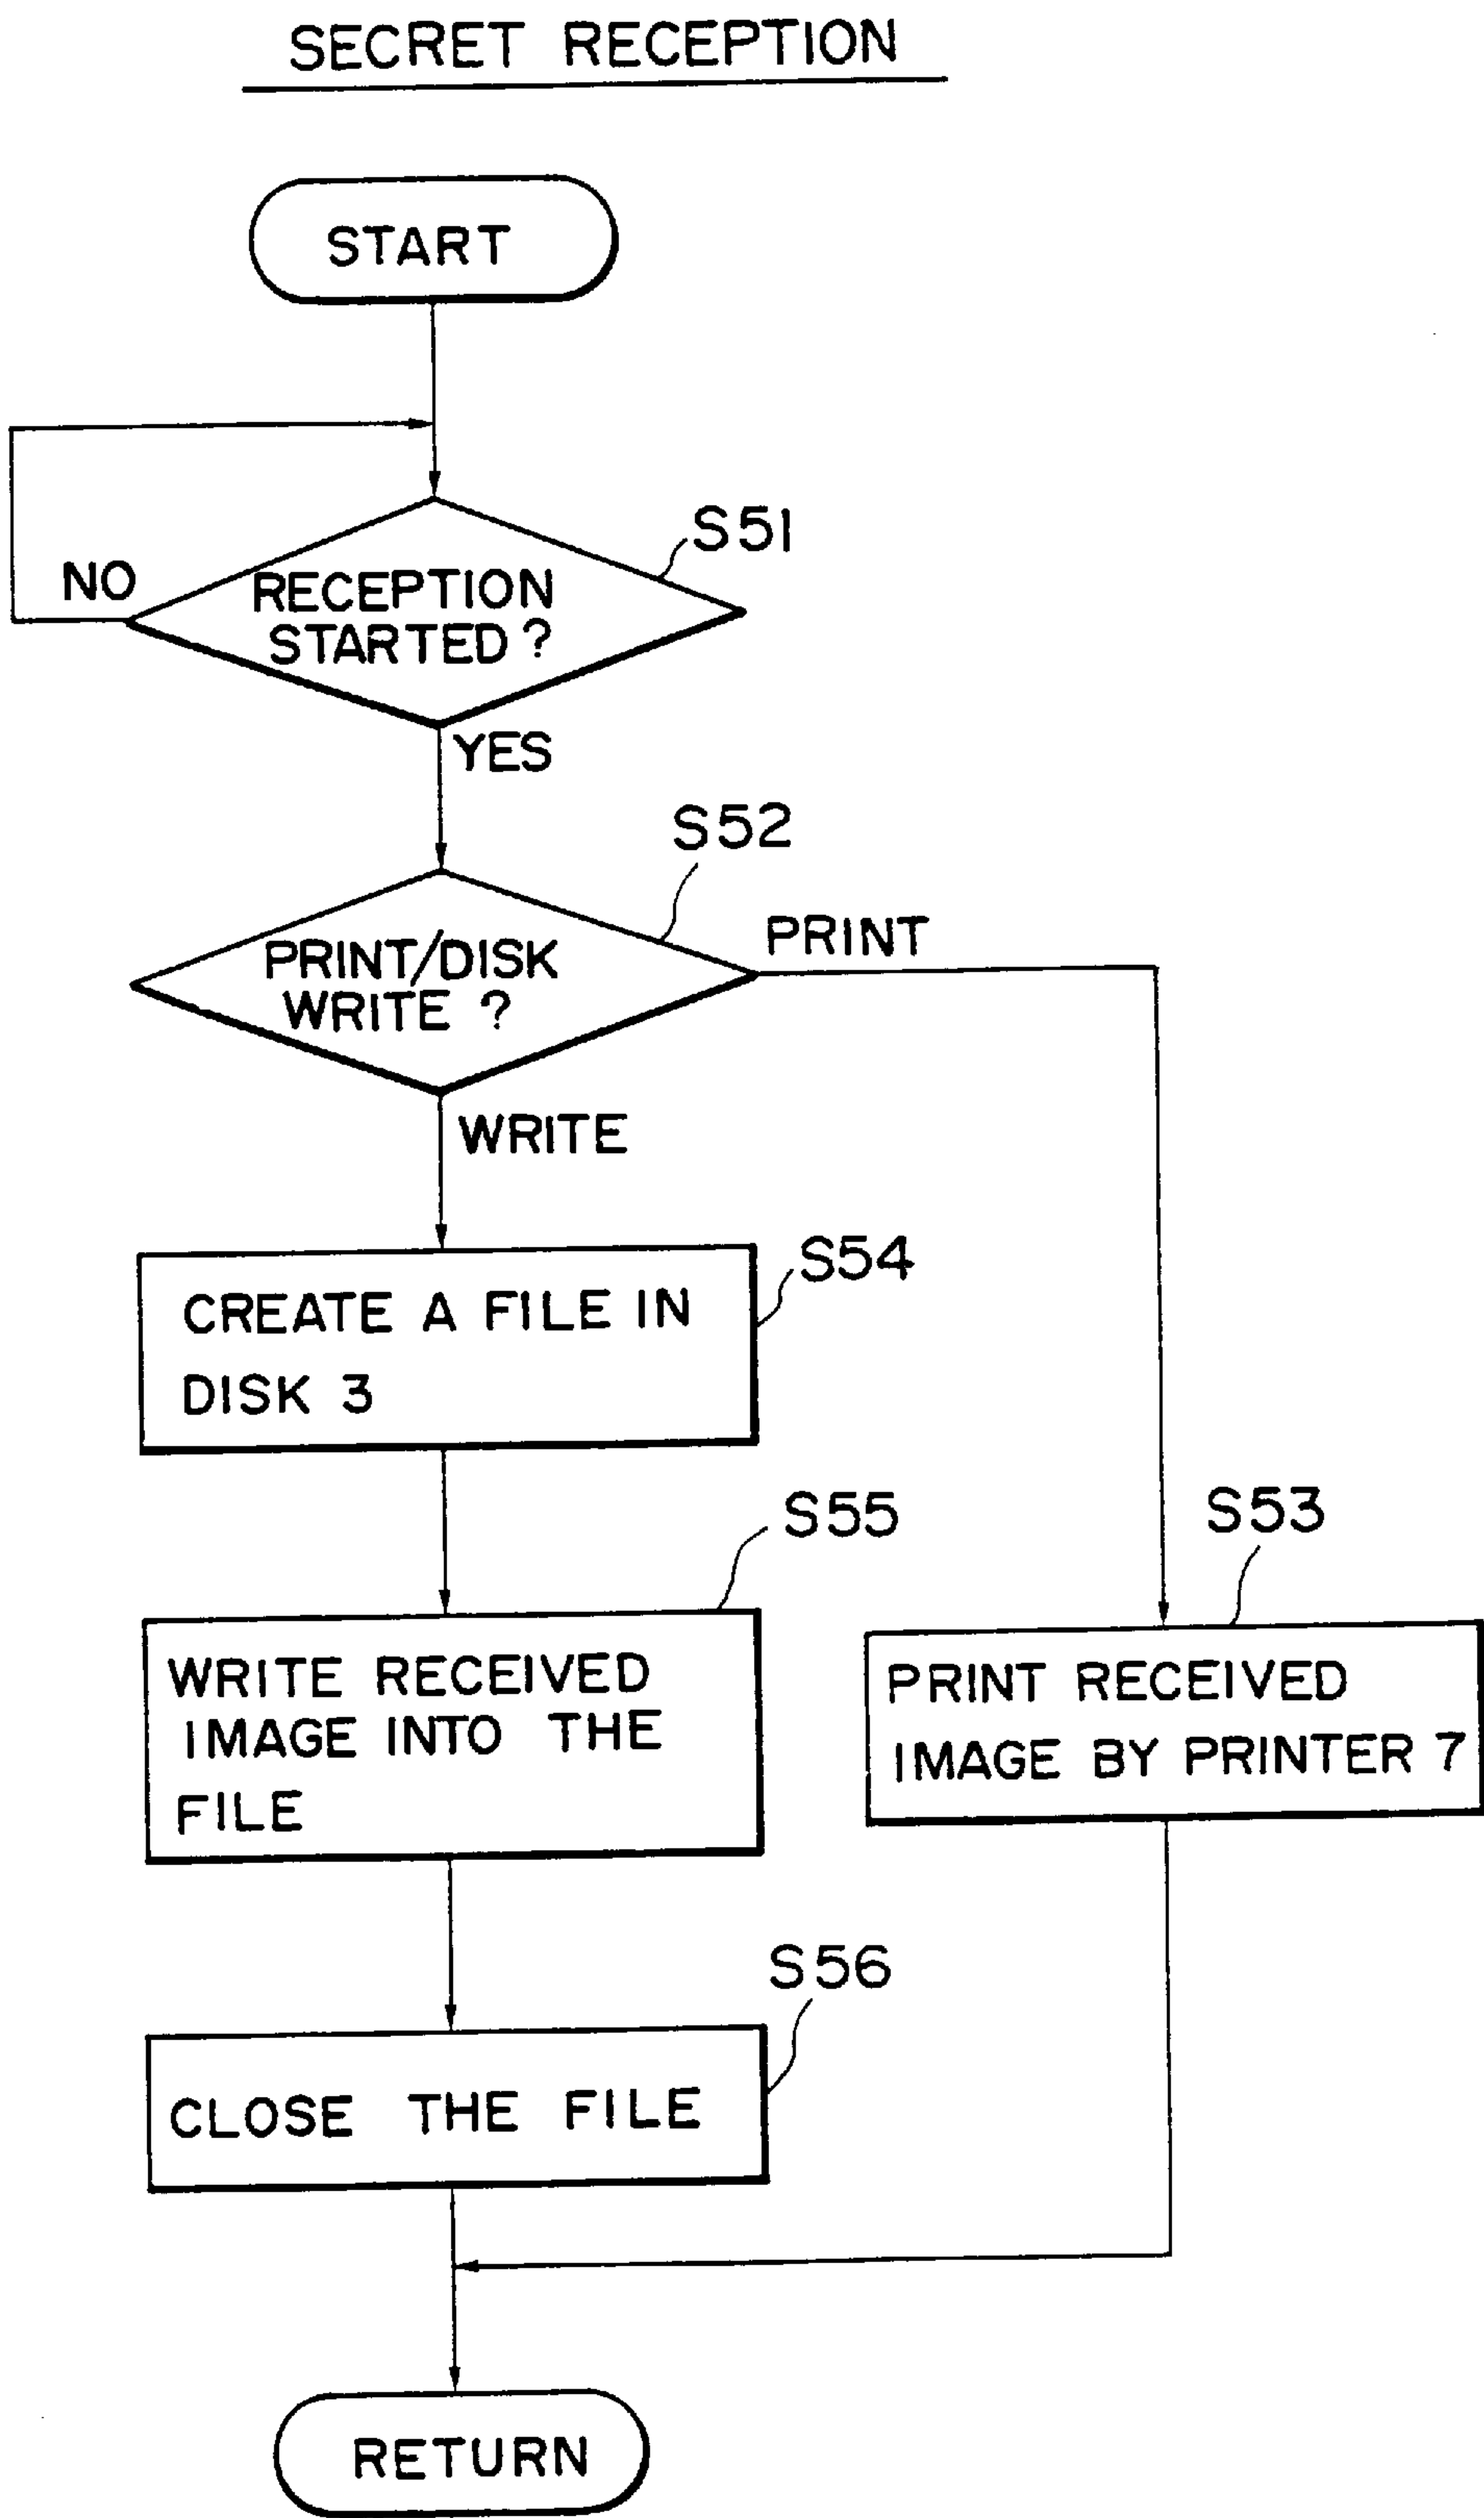 SECRET RECEPTION
START
S51
NO
RECEPTION
STARTED ?
YES
S52
PRINT
PRINT/DISK
WRITE ?
WRITE
S54
CREATE A FILE IN
DISK 3
S55
S53
WRITE RECEIVED
IMAGE INTO THE
FILE
PRINT RECEIVED
IMAGE BY PRINTER 7
S56
CLOSE THE FILE
RETURN